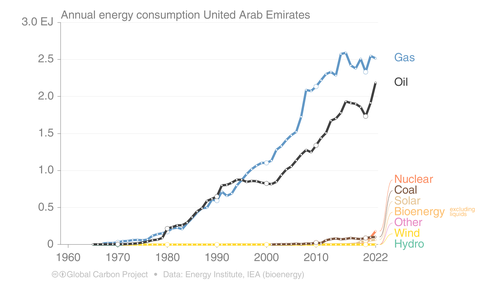 Annual energy consumption United Arab Emirates
3.0 EJ
2.5
2.0
1.5
1.0
0.5
0
1960 1970 1980 1990 2000 2010 2022
Gas
Oil
Nuclear
Coal
Solar
Bioenergy excluding liquids
Other
Wind
Hydro
Global Carbon Project • Data: Energy Institute, IEA (bioenergy)